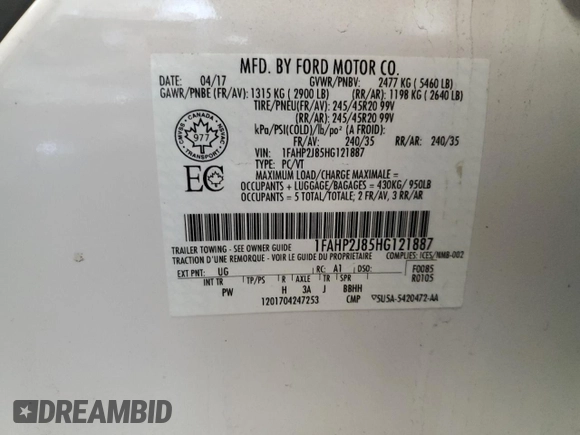 MFD. BY FORD MOTOR CO.
DATE: 04/17 GVWR/PNBV: 2477 KG ( 5460 LB)
GAWR/PNBE (FR/AV): 1315 KG ( 2900 LB) (RR/AR): 1198 KG ( 2640 LB)
TIRE/PNEU(FR/AV): 245/45R20 99V
(RR/AR): 245/45R20 99V
kPa/PSI(COLD)/lb/po² (A FROID):
FR/AV: 240/35 RR/AR: 240/35
VIN: 1FAHP2J85HG121887
TYPE: PC/VT
MAXIMUM LOAD/CHARGE MAXIMALE =
OCCUPANTS + LUGGAGE/BAGAGES = 430KG/ 950LB
OCCUPANTS = 5 TOTAL/TOTALE; 2 FR/AV, 3 RR/AR
CANADA
977
TRANSPORT
EC
1FAHP2J85HG121887
TRAILER TOWING - SEE OWNER GUIDE
TRACTION D'UNE REMORQUE - VOIR GUIDE DU PROPRIETAIRE
COMPLIES: ICES/NMB-002
EXT PNT: UG RC: A1 DSO: F0085
INT TR TP/PS R AXLE TR SPR R0105
PW H 3A J BBHH
1201704247253 CMP SUSA-5420472-AA
DREAMBID